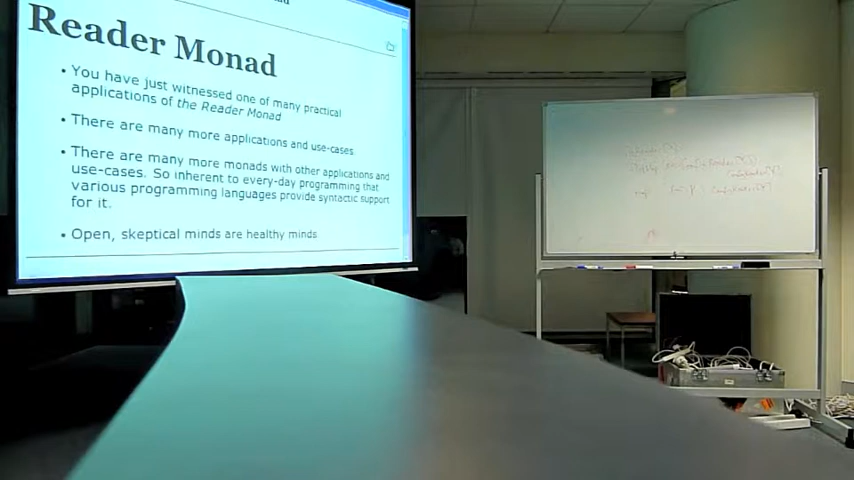 Reader Monad
• You have just witnessed one of many practical
applications of the Reader Monad
• There are many more applications and use-cases.
• There are many more monads with other applications and
use-cases. So inherent to every-day programming is that
various programming languages provide syntactic support
for it.
• Open, skeptical minds are healthy minds